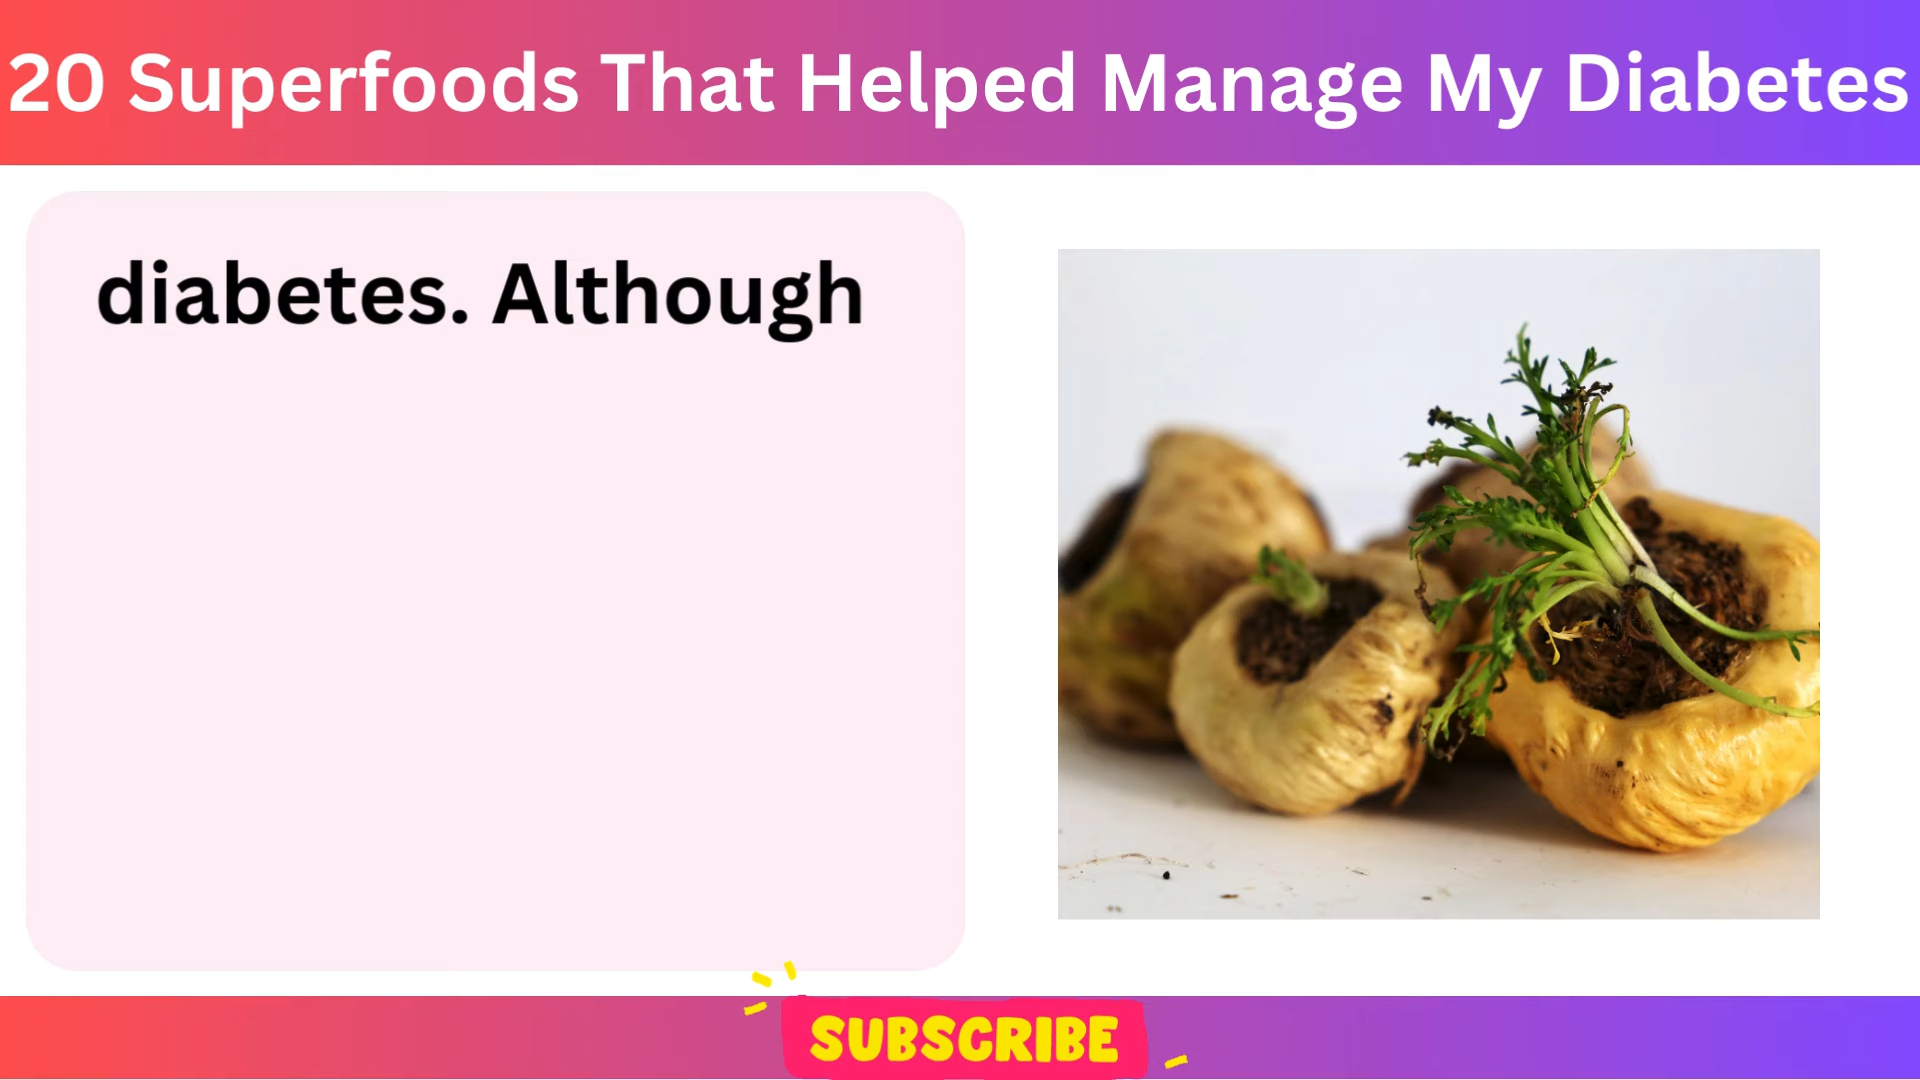 20 Superfoods That Helped Manage My Diabetes
diabetes. Although
SUBSCRIBE